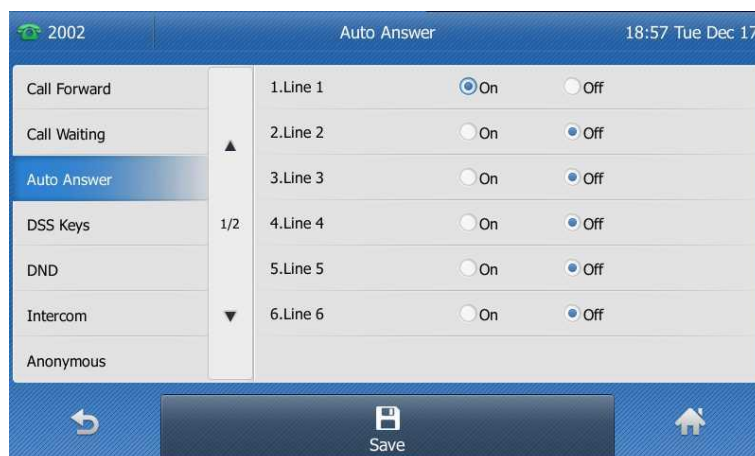 2002 Auto Answer 18:57 Tue Dec 17
Call Forward
Call Waiting
Auto Answer
DSS Keys
DND
Intercom
Anonymous
1/2
1.Line 1 On Off
2.Line 2 On Off
3.Line 3 On Off
4.Line 4 On Off
5.Line 5 On Off
6.Line 6 On Off
Save